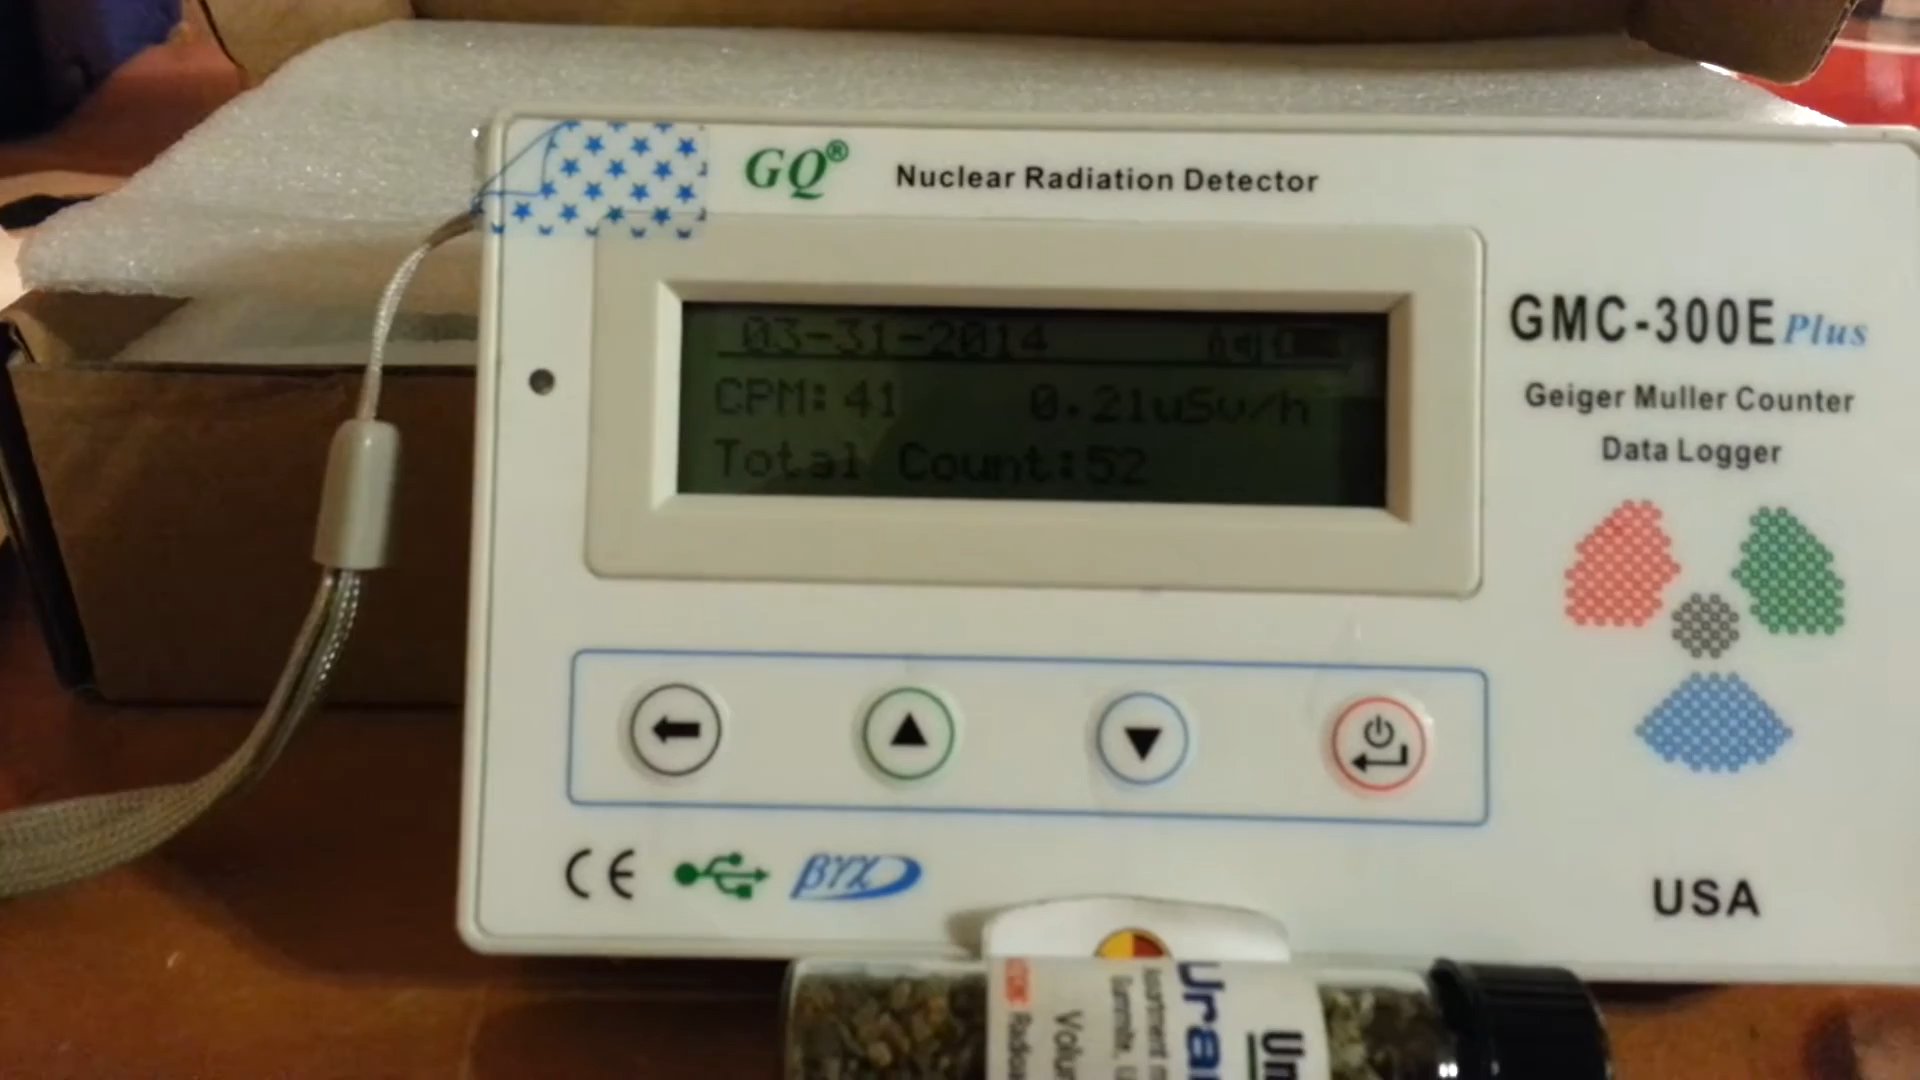 GQ®
Nuclear Radiation Detector
03-31-2014
CPM:41 0.21uSv/h
Total Count:52
GMC-300E Plus
Geiger Muller Counter
Data Logger
CE
βγχ
USA